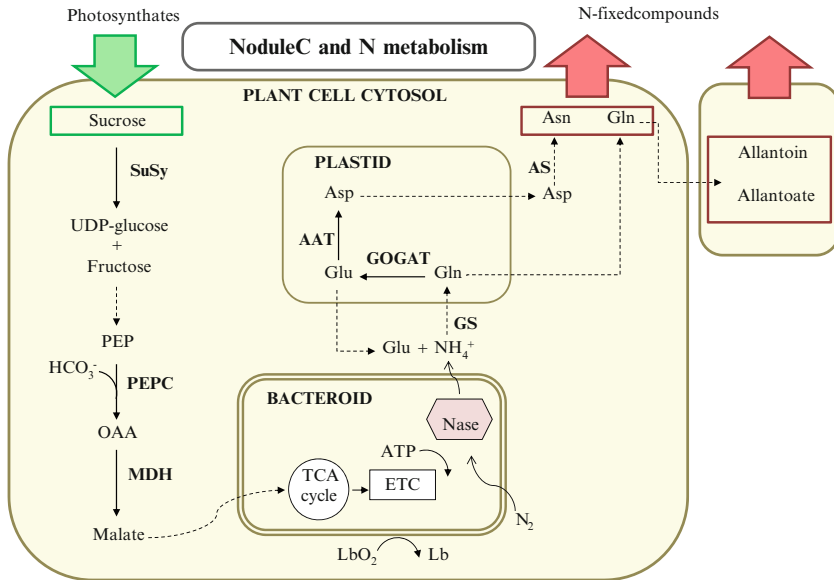 Photosynthates
N-fixedcompounds
NoduleC and N metabolism
PLANT CELL CYTOSOL
Sucrose
SuSy
UDP-glucose
+
Fructose
PEP
HCO₃⁻
PEPC
OAA
MDH
Malate
PLASTID
Asp
AAT
GOGAT
Glu
Gln
GS
Glu + NH₄⁺
AS
Asp
Asn
Gln
Allantoin
Allantoate
BACTEROID
Nase
ATP
TCA
cycle
ETC
N₂
LbO₂
Lb